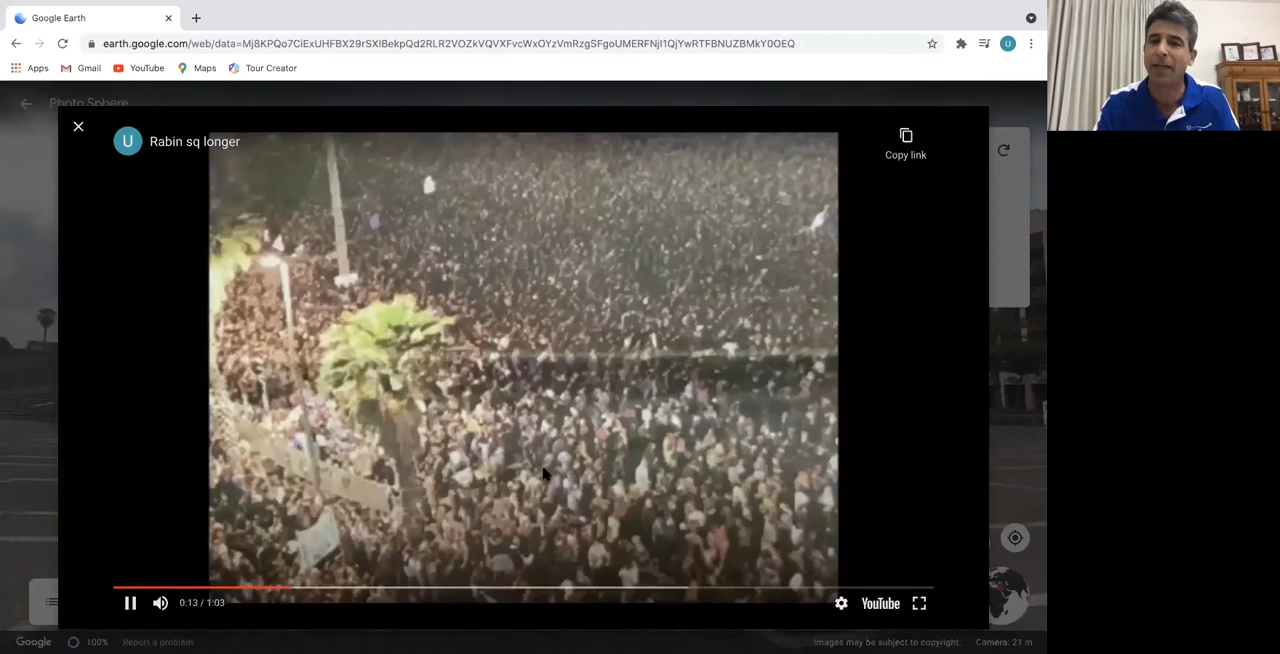 Google Earth
earth.google.com/web/data=Mj8KPQo7CiExUHFBX29rSXlBekpQd2RLR2VOZkVQVXFvcWxOYzVmRzgSFgoUMERFNjI1QjYwRTFBNUZBMkY0OEQ
Apps Gmail YouTube Maps Tour Creator
Photo Sphere
U Rabin sq longer
Copy link
0:13 / 1:03
YouTube
Google 100% Report a problem
Images may be subject to copyright. Camera: 21 m